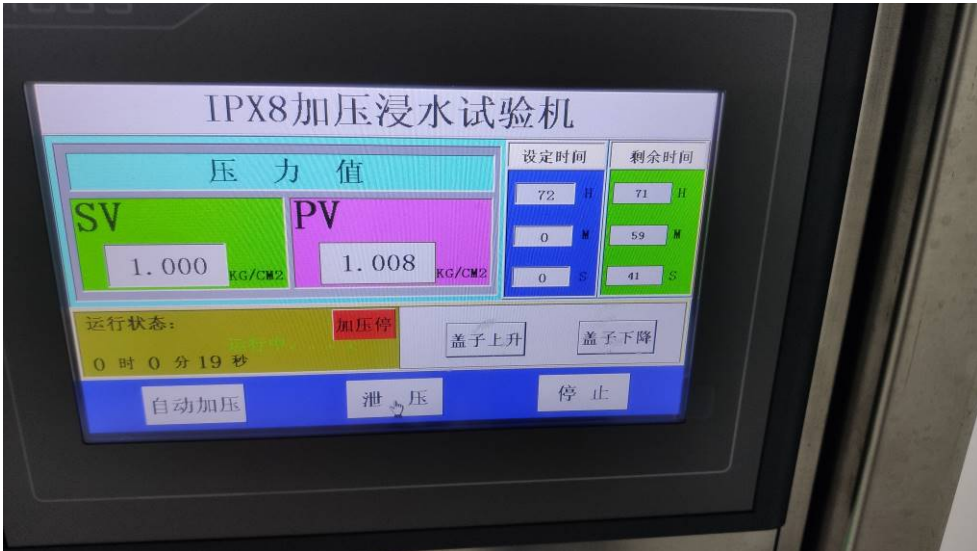 IPX8加压浸水试验机
压 力 值
设定时间
剩余时间
SV
1.000 KG/CM2
PV
1.008 KG/CM2
72 H
0 M
0 S
71 H
59 M
41 S
运行状态:
运行中
加压停
0 时 0 分 19 秒
盖子上升
盖子下降
自动加压
泄 压
停 止